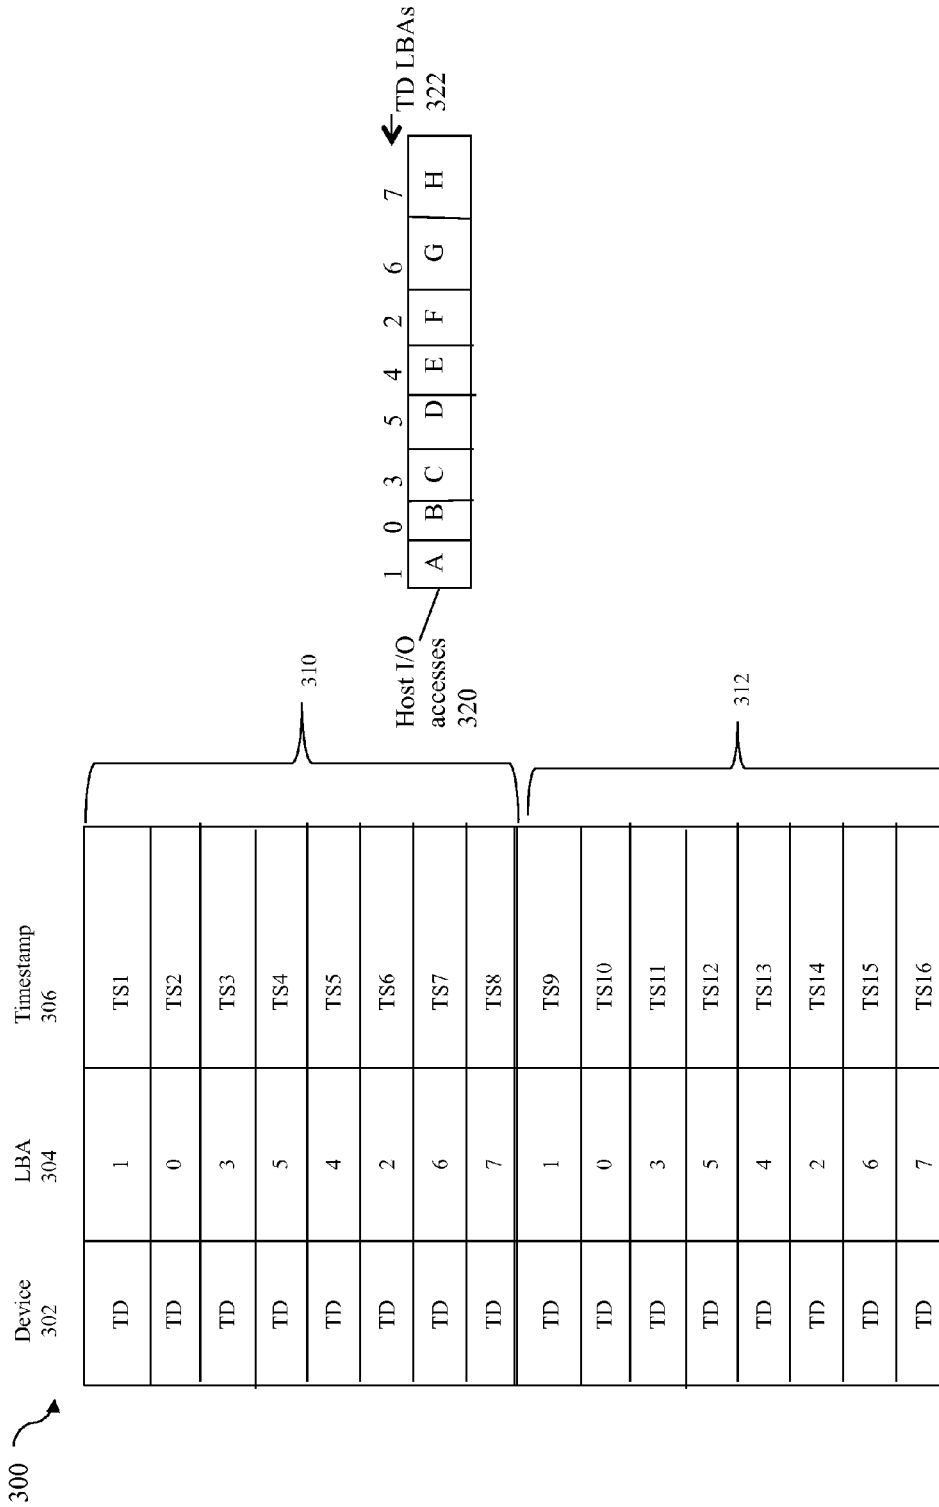 300
Device LBA Timestamp
302 304 306
TD 1 TS1
TD 0 TS2
TD 3 TS3
TD 5 TS4
TD 4 TS5
TD 2 TS6
TD 6 TS7
TD 7 TS8
TD 1 TS9
TD 0 TS10
TD 3 TS11
TD 5 TS12
TD 4 TS13
TD 2 TS14
TD 6 TS15
TD 7 TS16
310
312
Host I/O
accesses
320
1 0 3 5 4 2 6 7
A B C D E F G H
TD LBAs
322